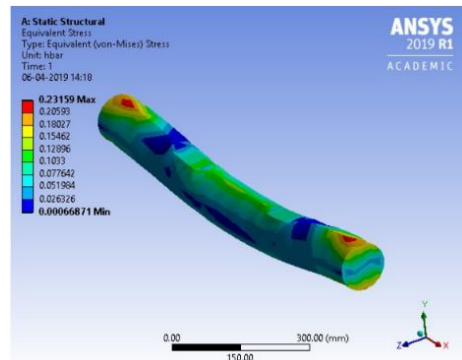 A: Static Structural
Equivalent Stress
Type: Equivalent (von-Mises) Stress
Unit: hbar
Time: 1
06-04-2019 14:18
0.23159 Max
0.20593
0.18027
0.15462
0.12896
0.1033
0.077642
0.051984
0.026326
0.00066871 Min
ANSYS
2019 R1
ACADEMIC
0.00
300.00 (mm)
150.00
Y
Z
X